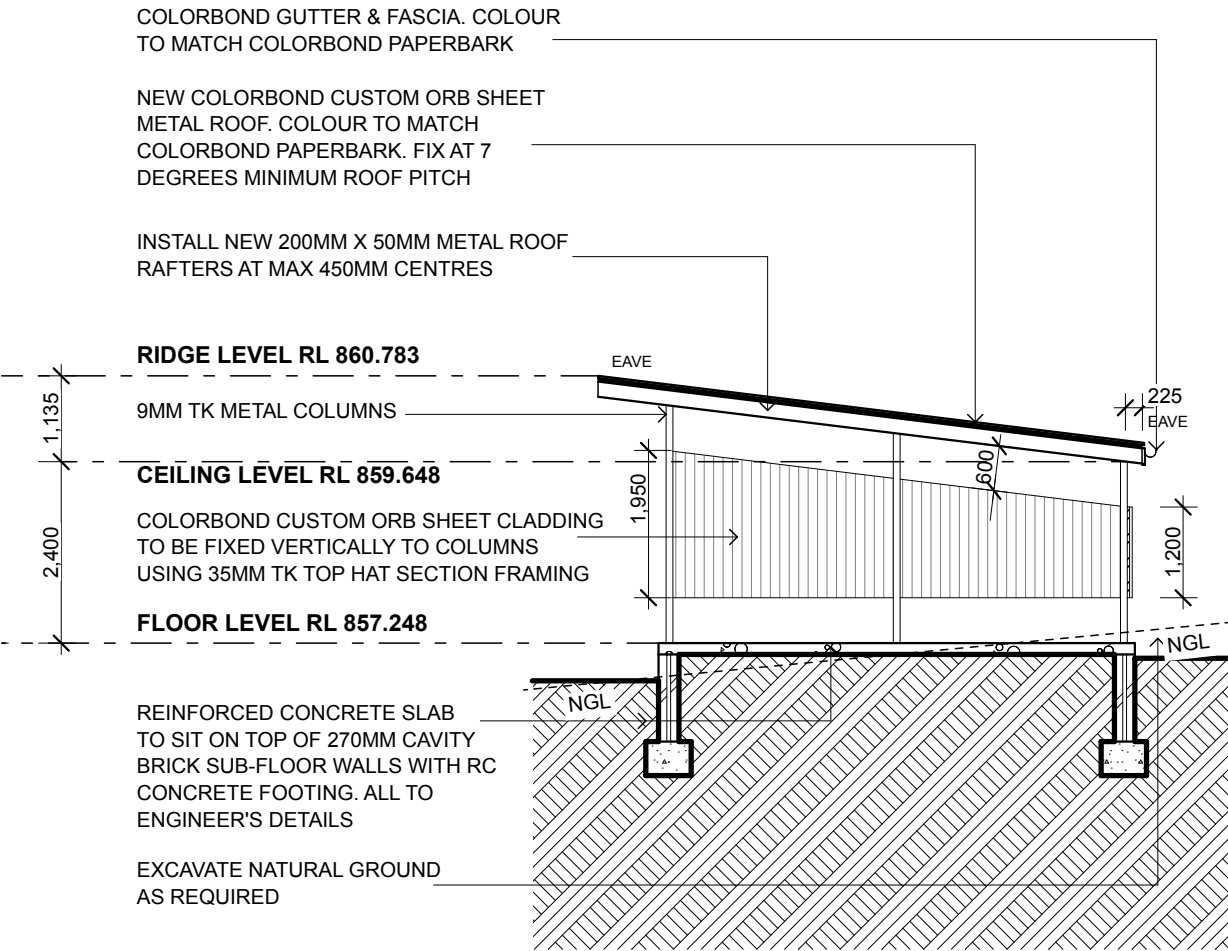 COLORBOND GUTTER & FASCIA. COLOUR
TO MATCH COLORBOND PAPERBARK
NEW COLORBOND CUSTOM ORB SHEET
METAL ROOF. COLOUR TO MATCH
COLORBOND PAPERBARK. FIX AT 7
DEGREES MINIMUM ROOF PITCH
INSTALL NEW 200MM X 50MM METAL ROOF
RAFTERS AT MAX 450MM CENTRES
RIDGE LEVEL RL 860.783
EAVE
1,135
9MM TK METAL COLUMNS
225
EAVE
CEILING LEVEL RL 859.648
600
1,950
COLORBOND CUSTOM ORB SHEET CLADDING
TO BE FIXED VERTICALLY TO COLUMNS
USING 35MM TK TOP HAT SECTION FRAMING
2,400
1,200
FLOOR LEVEL RL 857.248
NGL
NGL
REINFORCED CONCRETE SLAB
TO SIT ON TOP OF 270MM CAVITY
BRICK SUB-FLOOR WALLS WITH RC
CONCRETE FOOTING. ALL TO
ENGINEER'S DETAILS
EXCAVATE NATURAL GROUND
AS REQUIRED